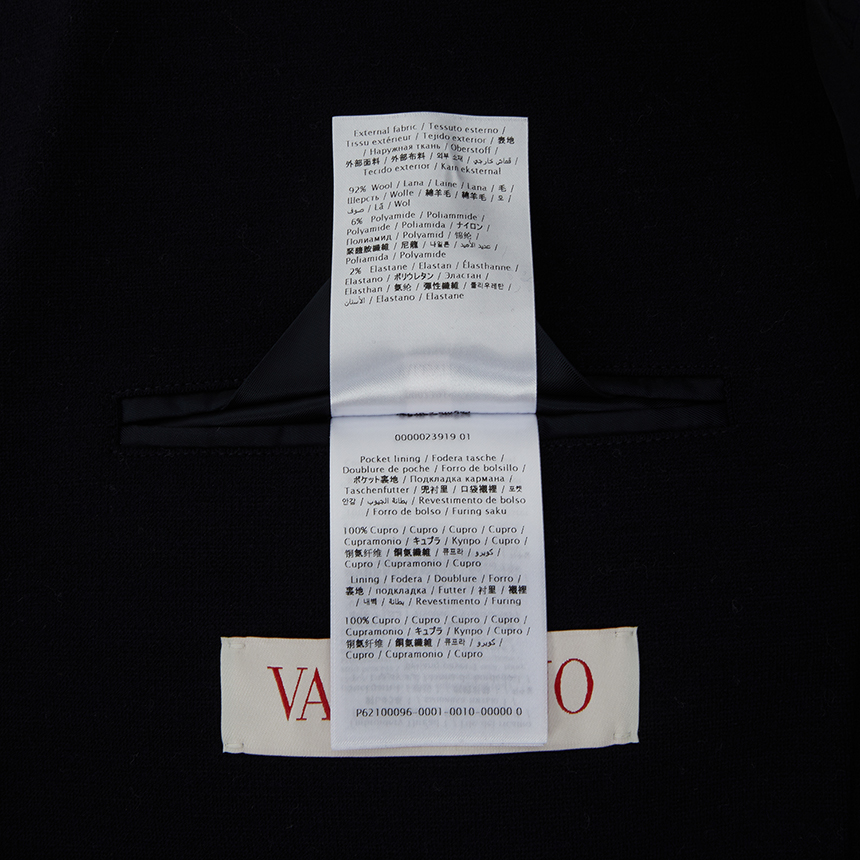 External fabric / Tessuto esterno /
Tissu extérieur / Tejido exterior / 表地
/ Наружная ткань / Oberstoff /
外部面料 / 外部布料 / 외부 소재 / قماش خارجي /
Tecido exterior / Kain eksternal
92% Wool / Lana / Laine / Lana / 毛 /
Шерсть / Wolle / 綿羊毛 / 綿羊毛 / 모 /
صوف / Lã / Wol
6% Polyamide / Poliammide /
Polyamide / Poliamida / ナイロン /
Полиамид / Polyamid / 锦纶 /
聚醯胺纖維 / 尼龍 / 나일론 / عديد الأميد /
Poliamida / Polyamide
2% Elastane / Elastan / Élasthanne /
Elastano / ポリウレタン / Эластан /
Elasthan / 氨纶 / 彈性纖維 / 폴리우레탄 /
الأستان / Elastano / Elastane
0000023919 01
Pocket lining / Fodera tasche /
Doublure de poche / Forro de bolsillo /
ポケット裏地 / Подкладка кармана /
Taschenfutter / 兜衬里 / 口袋襯裡 / 포켓
안감 / بطانة الجيوب / Revestimento de bolso
/ Forro de bolso / Furing saku
100% Cupro / Cupro / Cupro / Cupro /
Cupramonio / キュプラ / Купро / Cupro /
铜氨纤维 / 銅氨纖維 / 큐프라 / كوبرو /
Cupro / Cupramonio / Cupro
Lining / Fodera / Doublure / Forro /
裏地 / подкладка / Futter / 衬里 / 襯裡
/ 내벽 / بطانة / Revestimento / Furing
100% Cupro / Cupro / Cupro / Cupro /
Cupramonio / キュプラ / Купро / Cupro /
铜氨纤维 / 銅氨纖維 / 큐프라 / كوبرو /
Cupro / Cupramonio / Cupro
VA NO
P62100096-0001-0010-00000 0